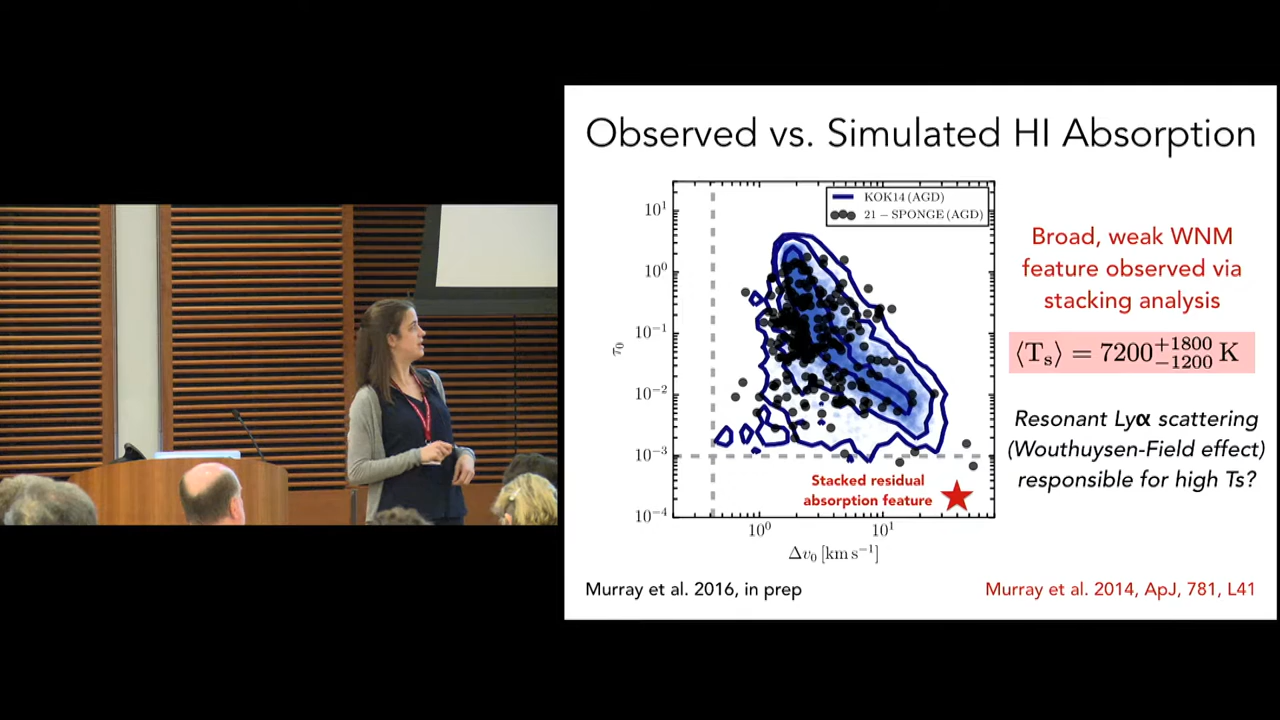 Observed vs. Simulated HI Absorption
KOK14 (AGD)
21 − SPONGE (AGD)
10¹
10⁰
10⁻¹
10⁻²
10⁻³
10⁻⁴
τ₀
10⁰ 10¹
Δv₀ [km s⁻¹]
Stacked residual
absorption feature
Broad, weak WNM
feature observed via
stacking analysis
⟨Tₛ⟩ = 7200⁺¹⁸⁰⁰₋₁₂₀₀ K
Resonant Lyα scattering
(Wouthuysen-Field effect)
responsible for high Ts?
Murray et al. 2016, in prep
Murray et al. 2014, ApJ, 781, L41